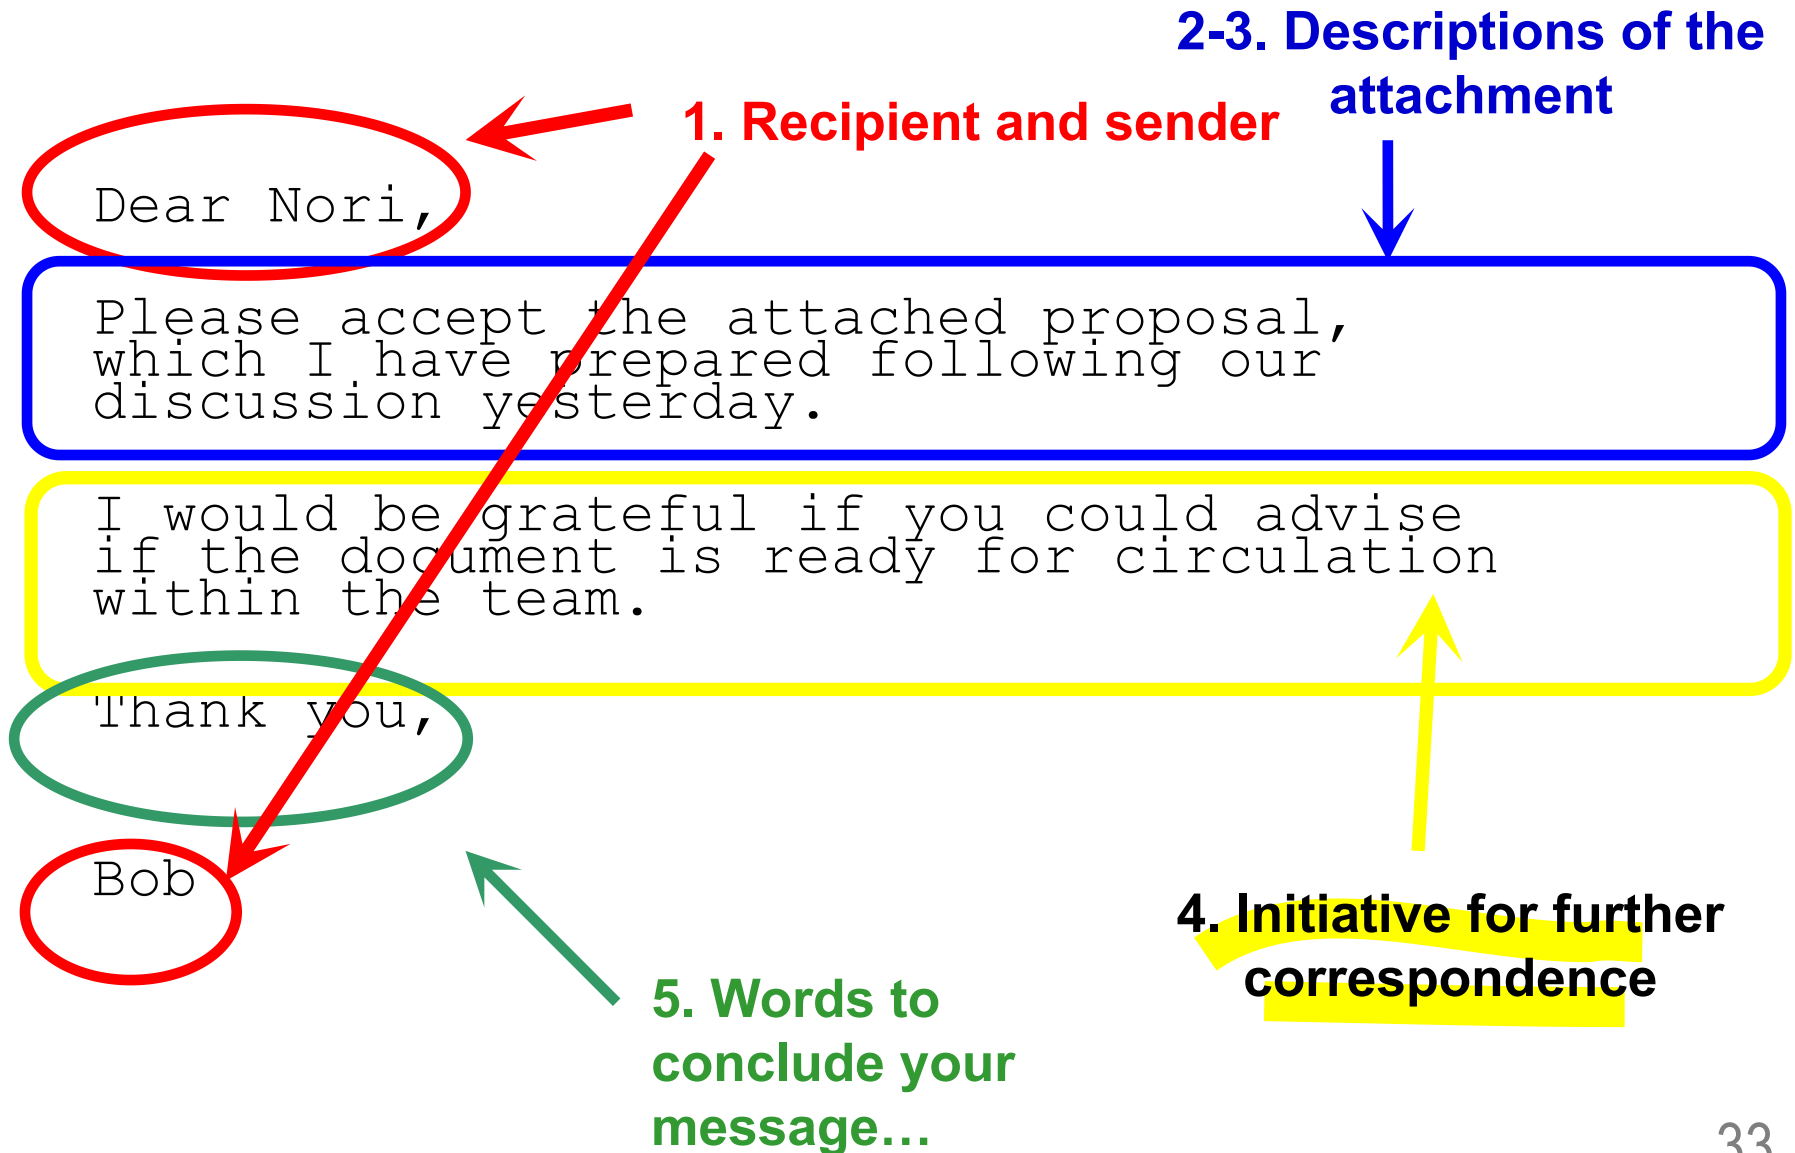 2-3. Descriptions of the
attachment
1. Recipient and sender
Dear Nori,
Please accept the attached proposal,
which I have prepared following our
discussion yesterday.
I would be grateful if you could advise
if the document is ready for circulation
within the team.
Thank you,
Bob
4. Initiative for further
correspondence
5. Words to
conclude your
message…
33